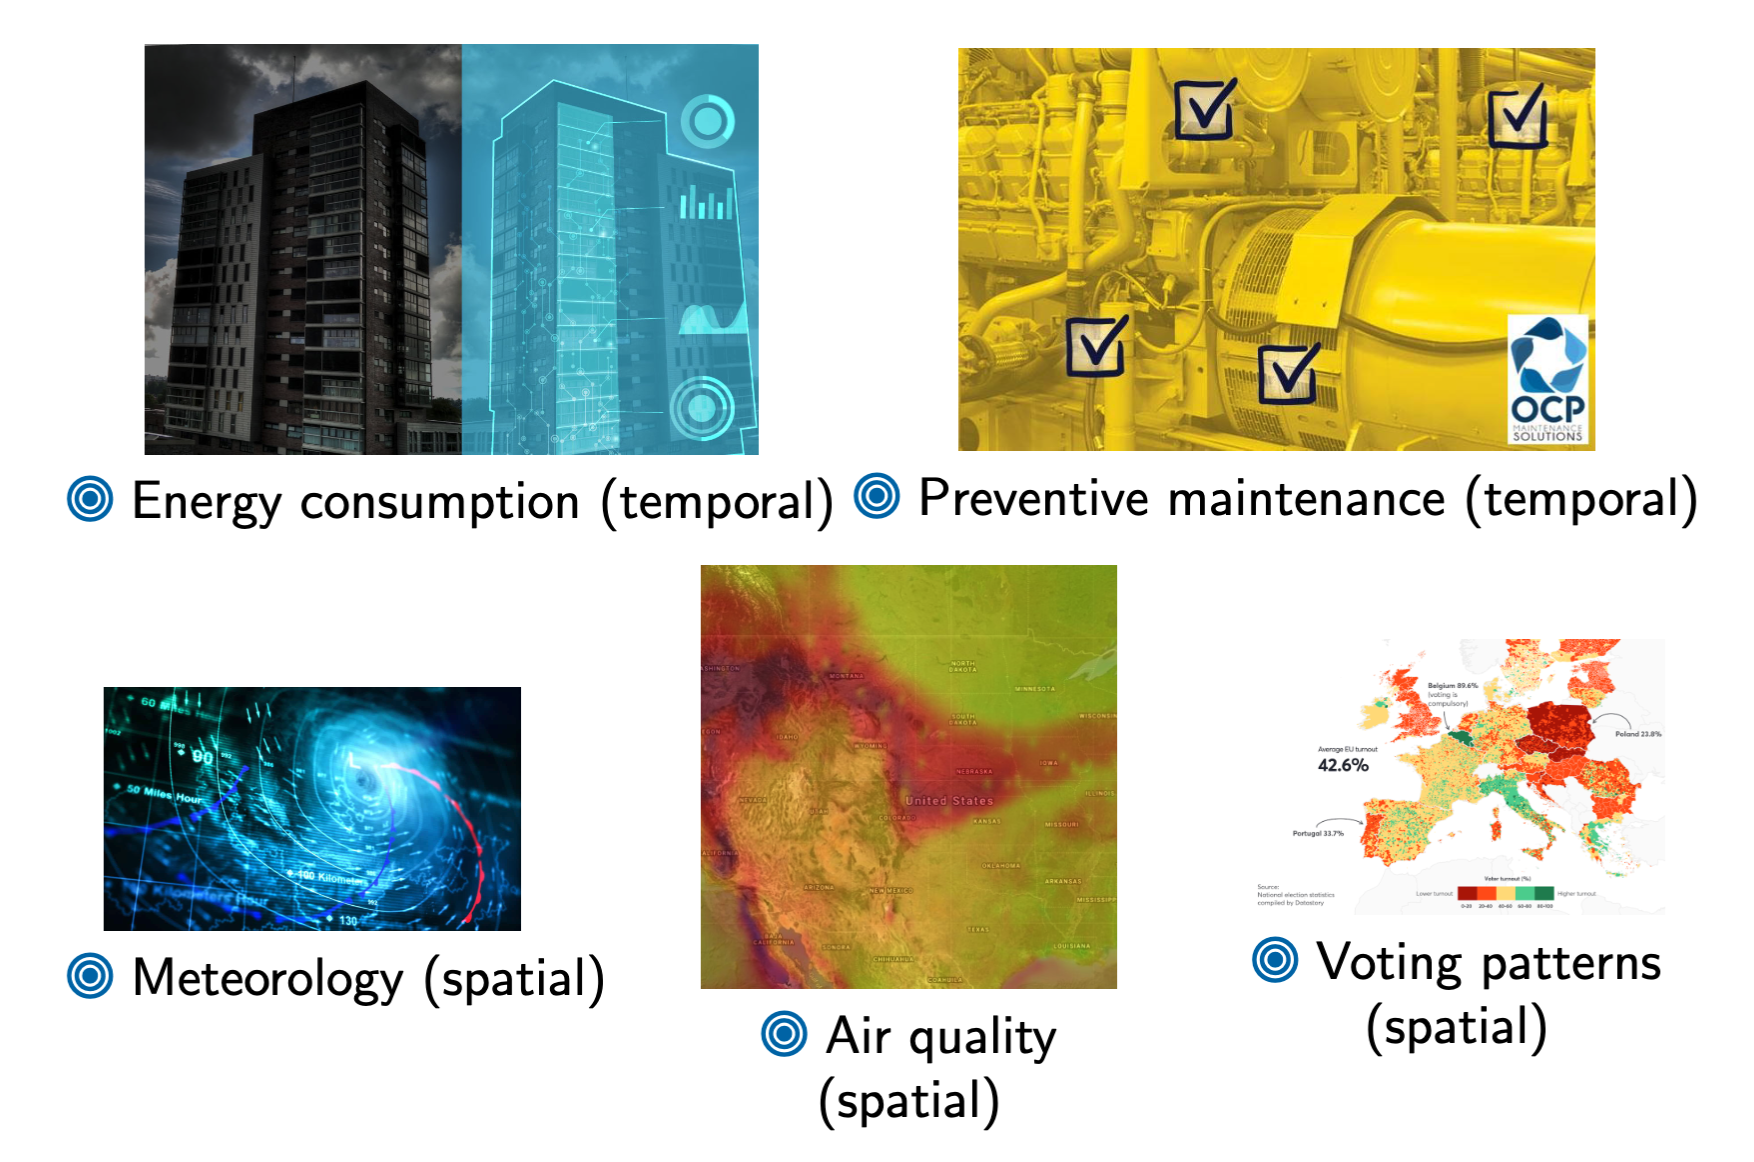 OCP
MAINTENANCE
SOLUTIONS
Energy consumption (temporal)
Preventive maintenance (temporal)
60 Miles Hour
90
50 Miles Hour
100 Kilometers
130
WASHINGTON
MONTANA
NORTH
DAKOTA
MINNESOTA
SOUTH
DAKOTA
WISCONSIN
OREGON
IDAHO
WYOMING
IOWA
NEBRASKA
NEVADA
UTAH
United States
ILLINOIS
COLORADO
KANSAS
MISSOURI
CALIFORNIA
OKLAHOMA
ARIZONA
NEW MEXICO
ARKANSAS
MISSISSIPP
TEXAS
BAJA
CALIFORNIA
SONORA
LOUISIANA
CHIHUAHUA
COAHUILA
Belgium 89.6%
(voting is
compulsory)
Poland 23.8%
Average EU turnout
42.6%
Portugal 33.7%
Source:
National election statistics
compiled by Datastory
Voter turnout (%)
Lower turnout
Higher turnout
0-20 20-40 40-60 60-80 80-100
Meteorology (spatial)
Air quality
(spatial)
Voting patterns
(spatial)